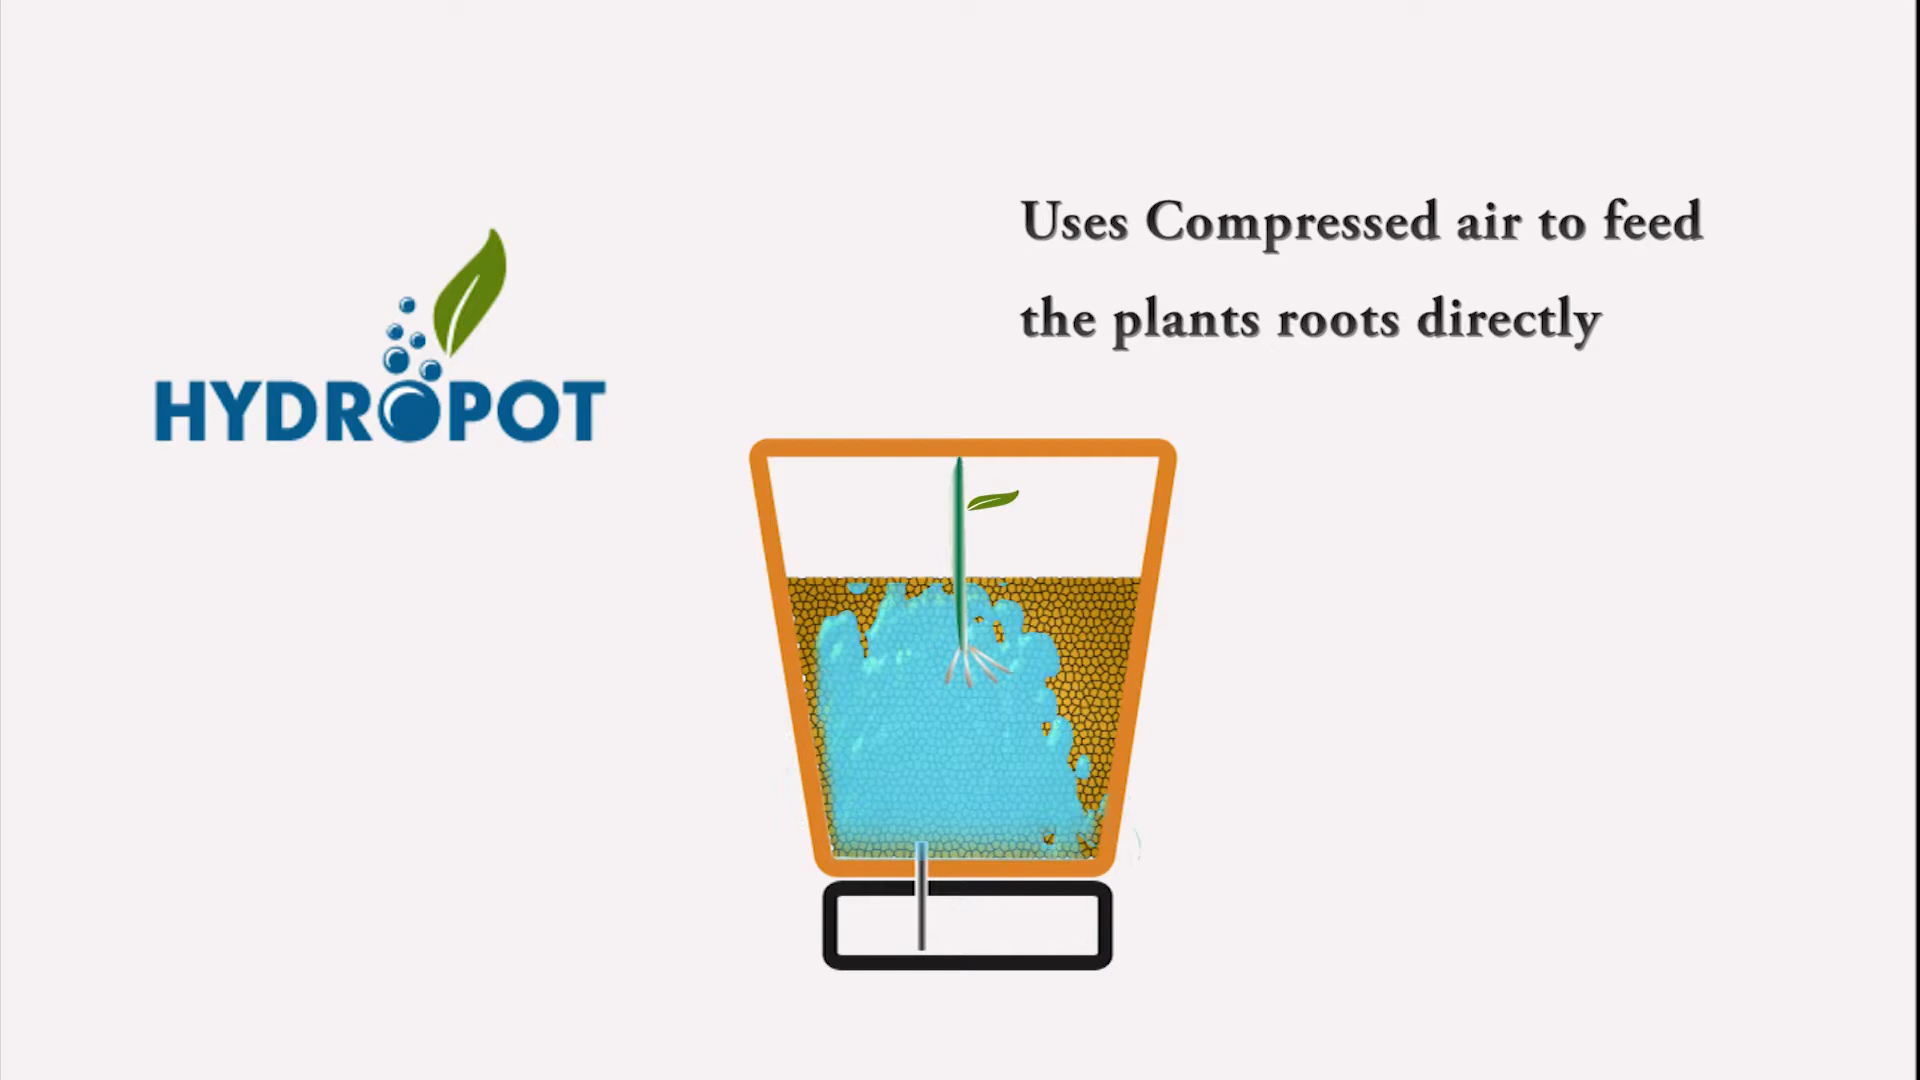 HYDROPOT
Uses Compressed air to feed
the plants roots directly